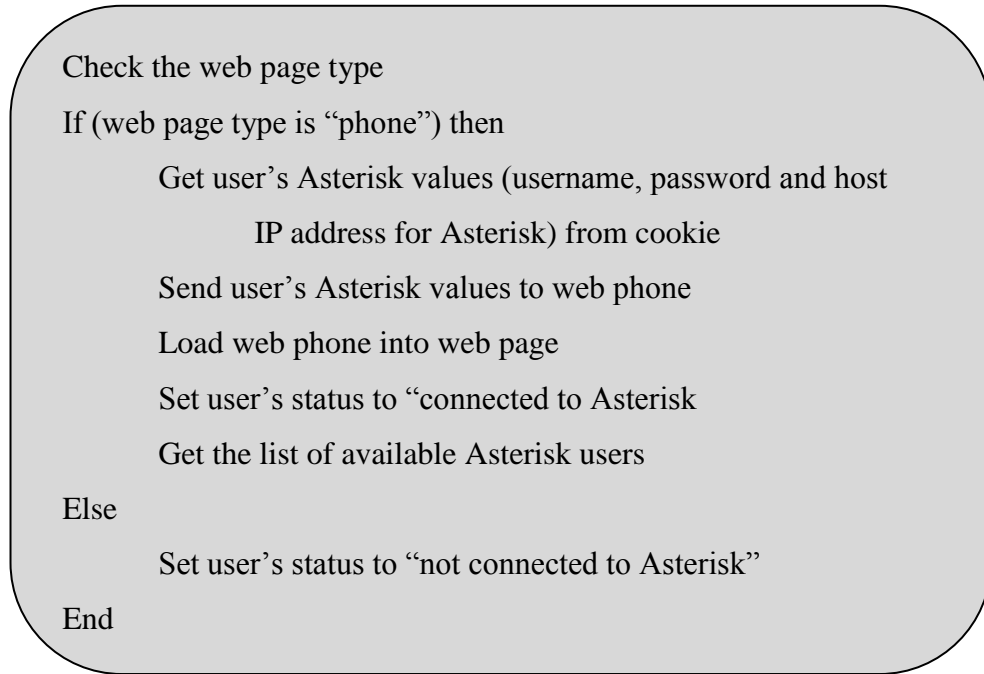 Check the web page type
If (web page type is “phone”) then
Get user’s Asterisk values (username, password and host
IP address for Asterisk) from cookie
Send user’s Asterisk values to web phone
Load web phone into web page
Set user’s status to “connected to Asterisk
Get the list of available Asterisk users
Else
Set user’s status to “not connected to Asterisk”
End